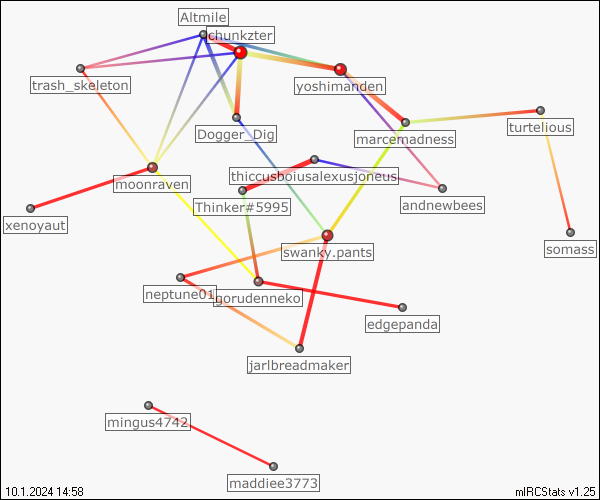 Altmile
chunkzter
trash_skeleton
yoshimanden
Dogger_Dig
marcemadness
turtelious
moonraven
thiccusboiusalexusjoneus
Thinker#5995
andnewbees
xenoyaut
swanky.pants
somass
neptune01
gorudenneko
edgepanda
jarlbreadmaker
mingus4742
maddiee3773
10.1.2024 14:58
mIRCStats v1.25